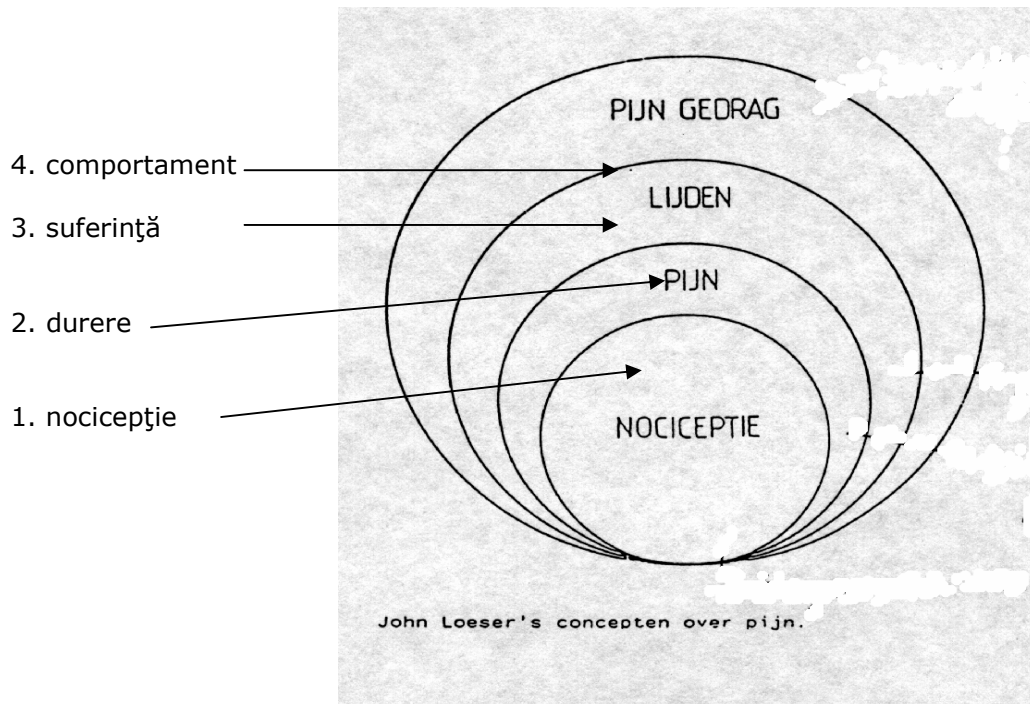 PIJN GEDRAG
4. comportament
LIJDEN
3. suferinţă
PIJN
2. durere
1. nocicepţie
NOCICEPTIE
John Loeser's concepten over pijn.